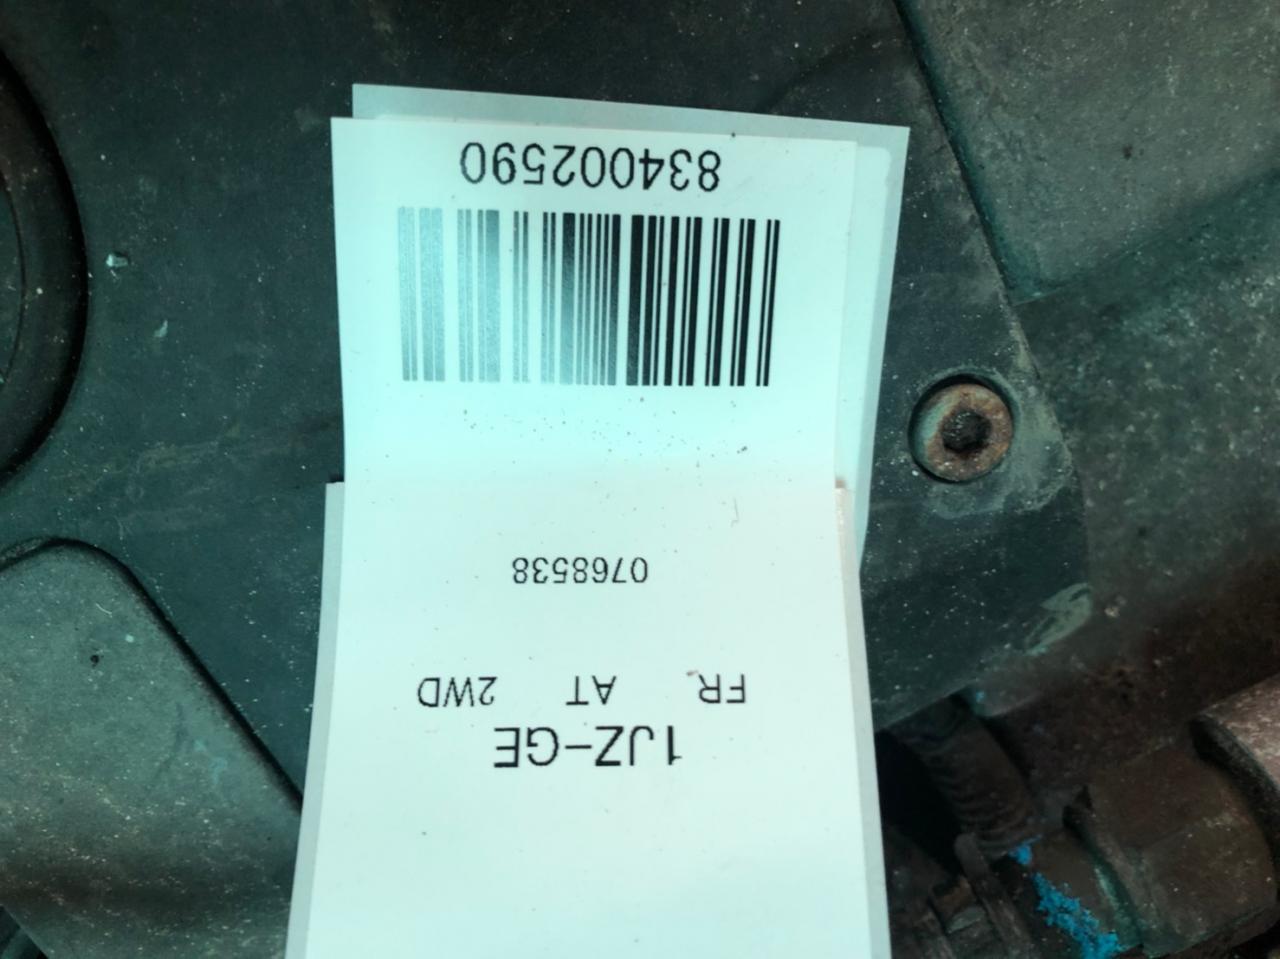 1JZ-GE
FR. AT 2WD
0768538
834002590